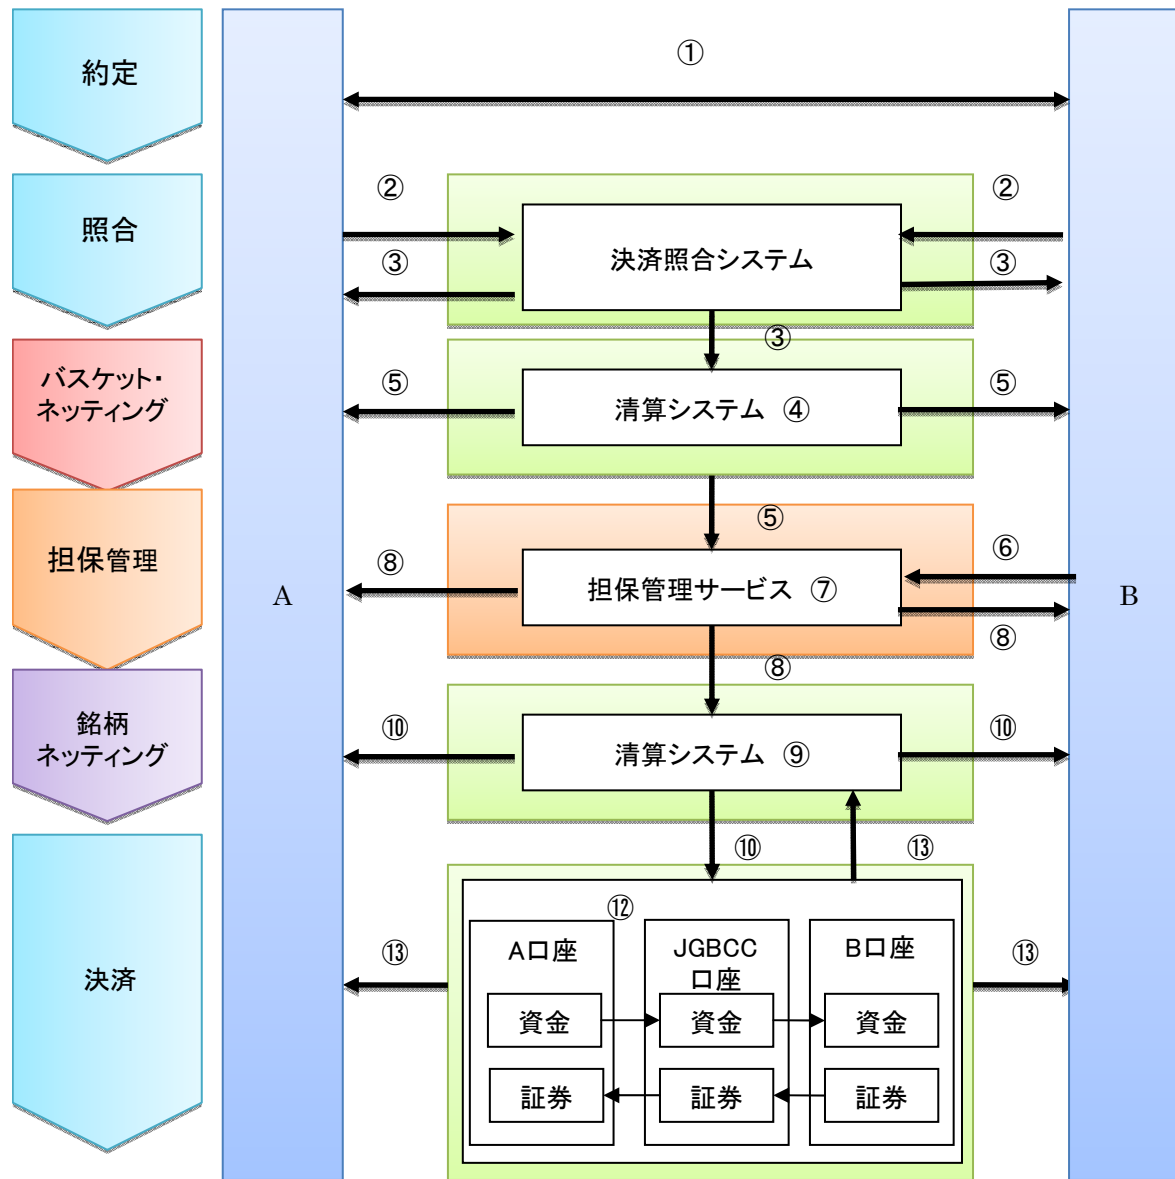 約定
①
照合
②
②
決済照合システム
③
③
③
バスケット・
ネッティング
⑤
清算システム ④
⑤
⑤
担保管理
⑥
⑧
担保管理サービス ⑦
A
B
⑧
⑧
銘柄
ネッティング
⑩
清算システム ⑨
⑩
⑩
⑬
決済
⑫
A口座
JGBCC
口座
B口座
⑬
⑬
資金
資金
資金
証券
証券
証券